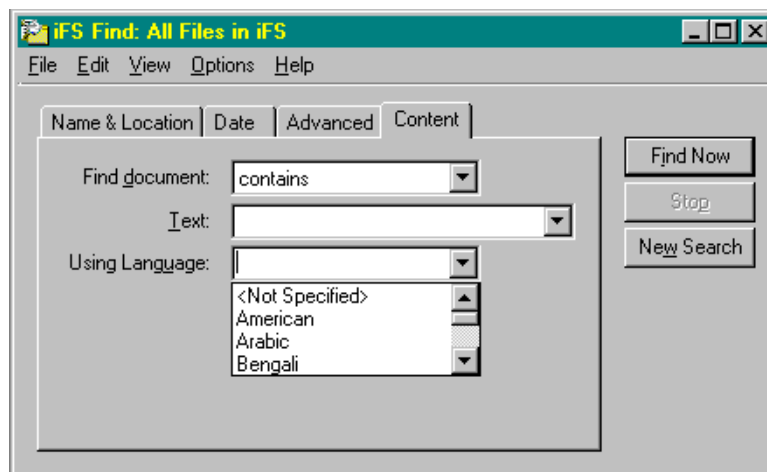 iFS Find: All Files in iFS
File Edit View Options Help
Name & Location Date Advanced Content
Find document: contains
Text:
Using Language:
<Not Specified>
American
Arabic
Bengali
Find Now
Stop
New Search